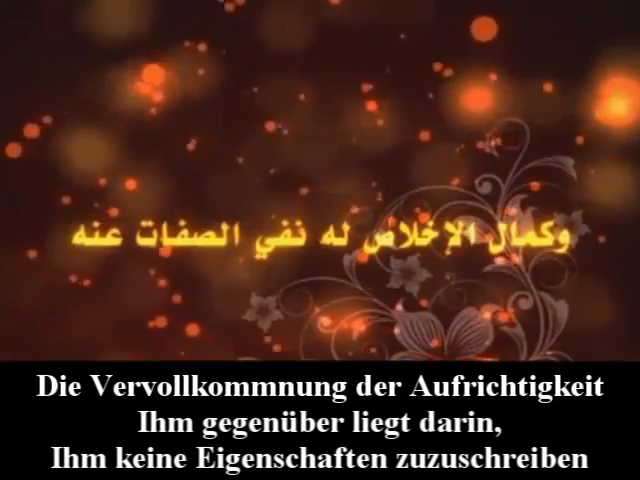 وكمال الإخلاص له نفي الصفات عنه
Die Vervollkommnung der Aufrichtigkeit
Ihm gegenüber liegt darin,
Ihm keine Eigenschaften zuzuschreiben